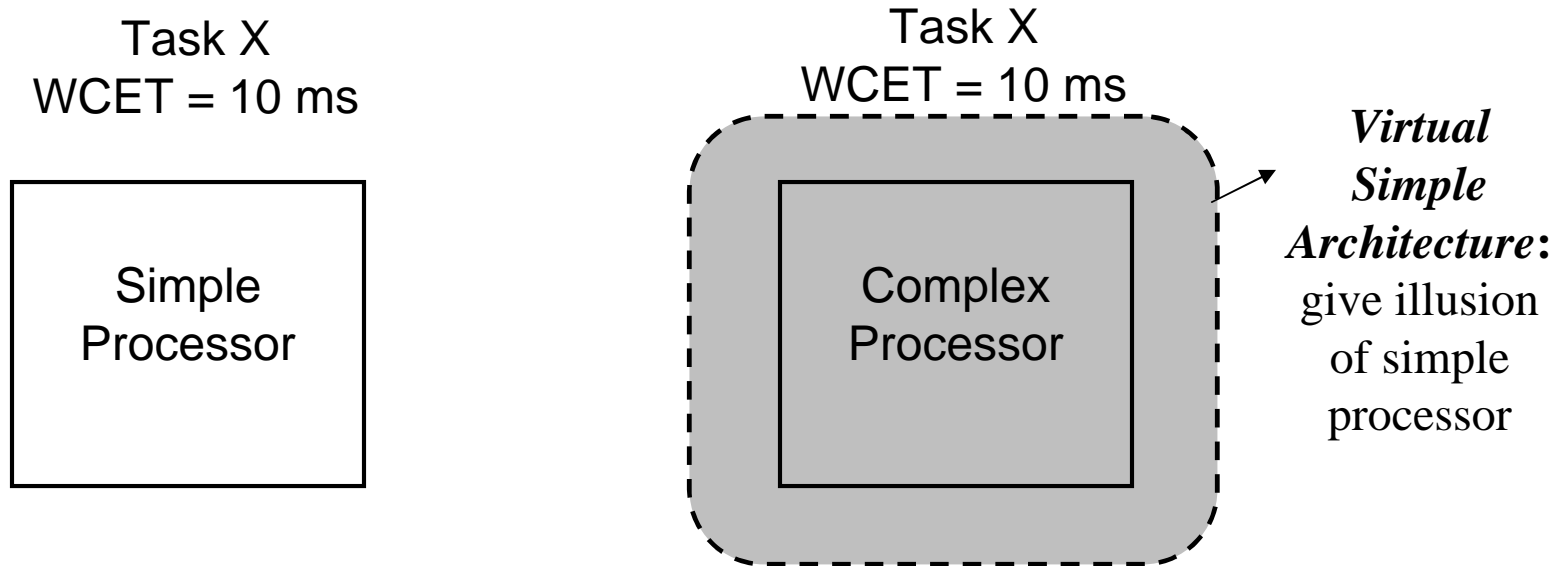 Task X
WCET = 10 ms
Simple
Processor
Task X
WCET = 10 ms
Complex
Processor
Virtual
Simple
Architecture:
give illusion
of simple
processor